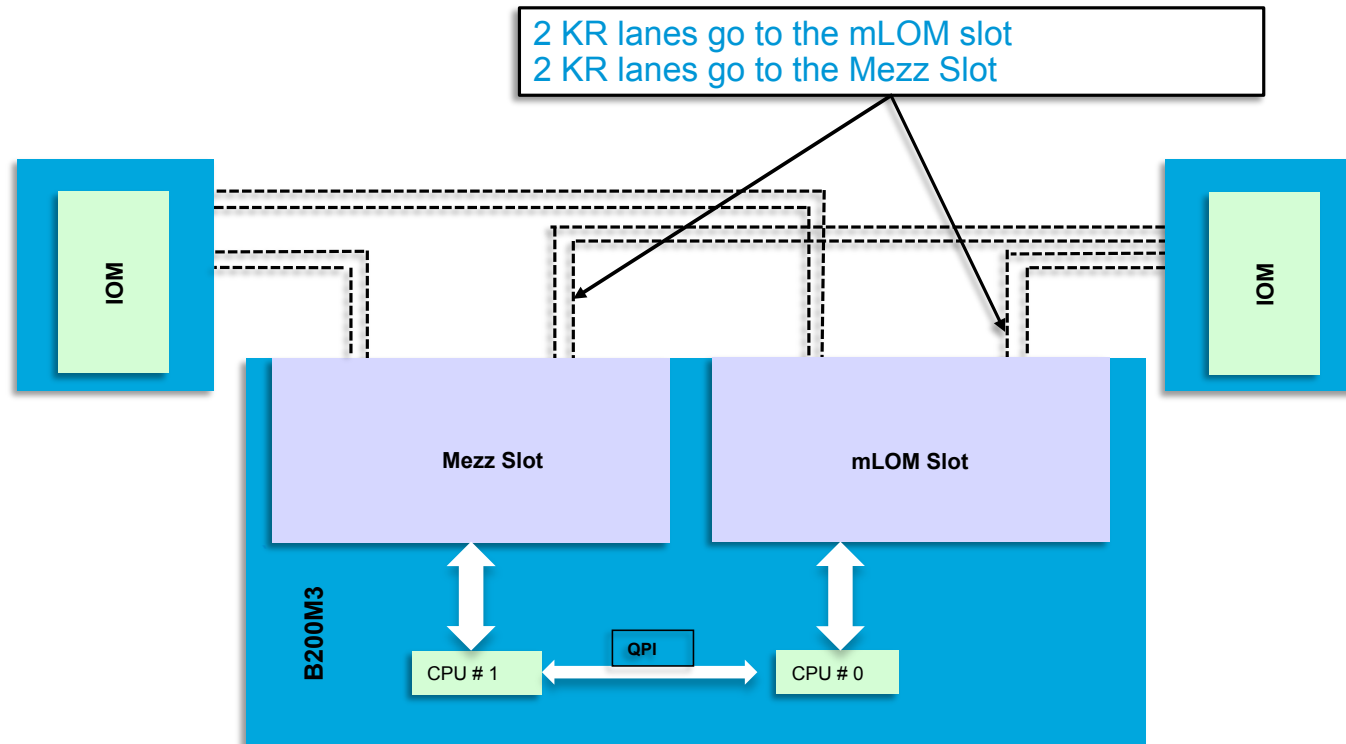 2 KR lanes go to the mLOM slot
2 KR lanes go to the Mezz Slot
IOM
IOM
Mezz Slot
mLOM Slot
B200M3
QPI
CPU # 1
CPU # 0